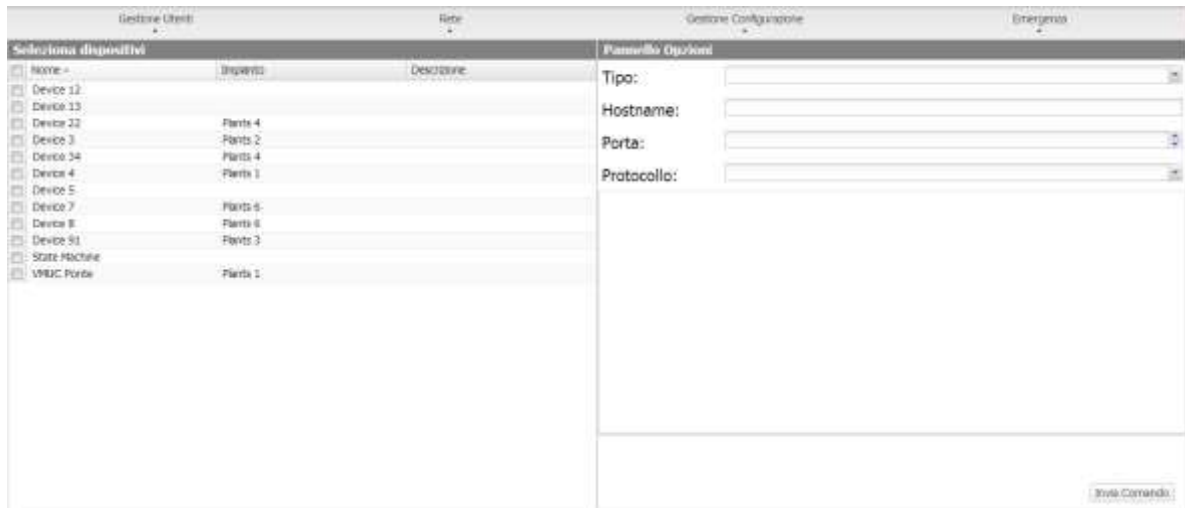 Gestione Utenti Rete Gestione Configurazione Emergenza
Seleziona dispositivi Pannello Opzioni
Nome Impianto Descrizione
Device 12
Device 13
Device 22 Plants 4
Device 3 Plants 2
Device 34 Plants 4
Device 4 Plants 1
Device 5
Device 7 Plants 6
Device 8 Plants 6
Device 91 Plants 3
State Machine
VMUC Ponte Plants 1
Tipo:
Hostname:
Porta:
Protocollo:
Invia Comando